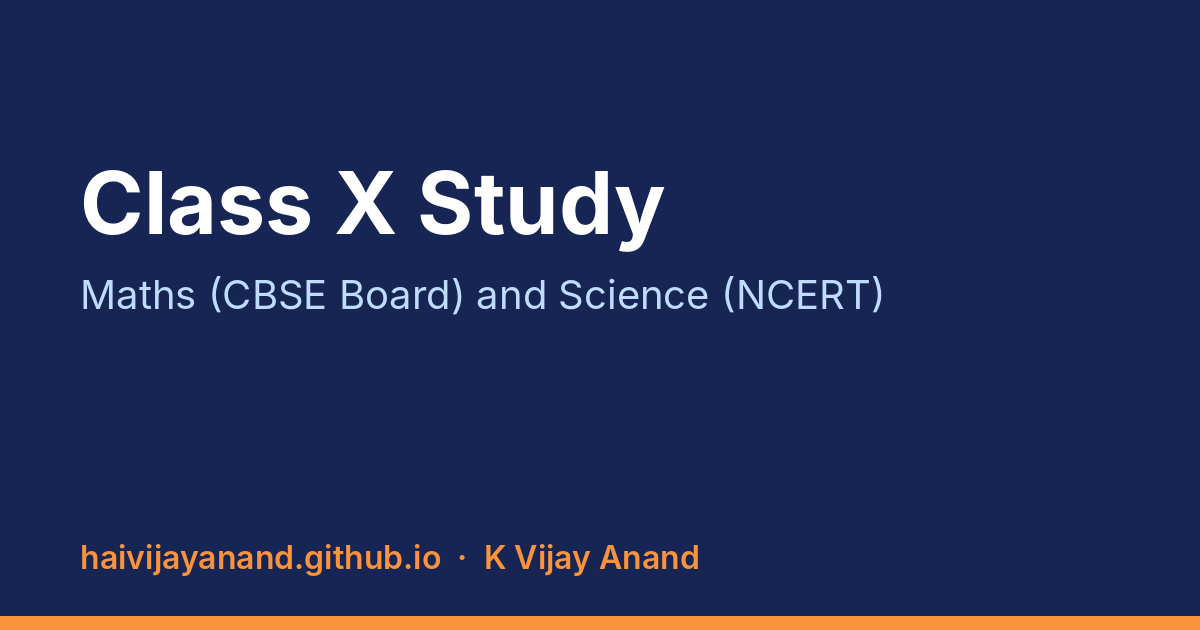 Class X Study
Maths (CBSE Board) and Science (NCERT)
haivijayanand.github.io · K Vijay Anand